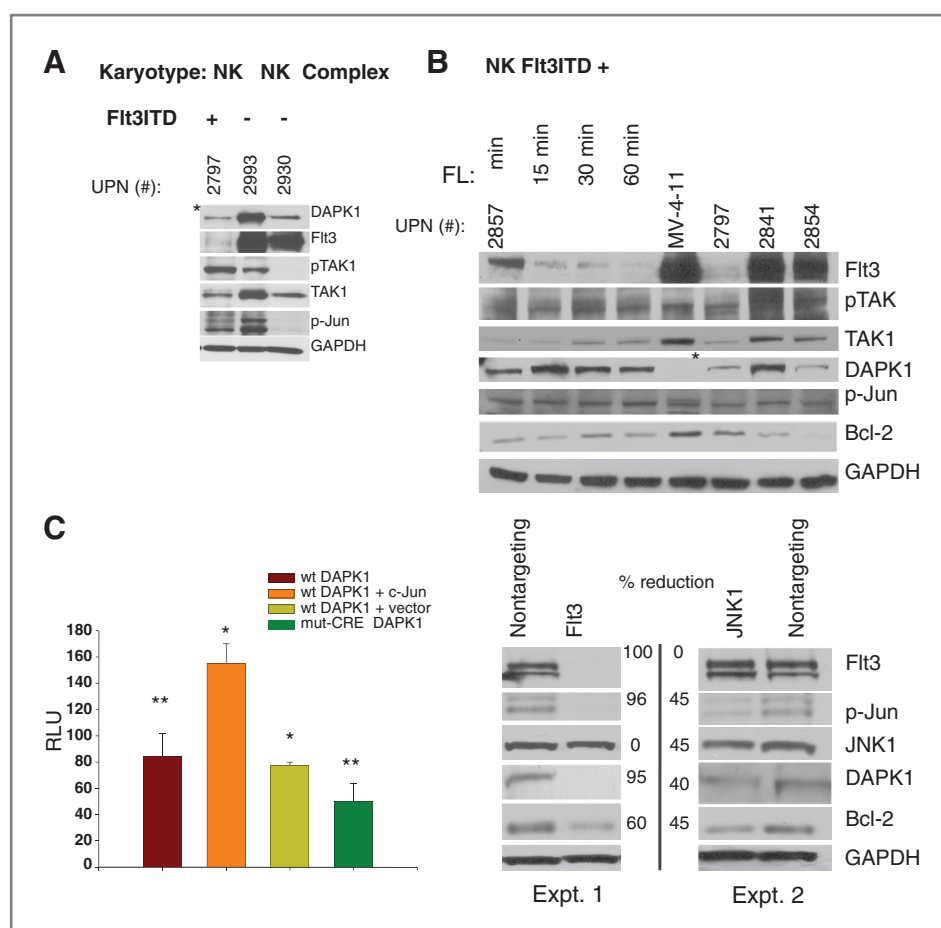 A
Karyotype: NK NK Complex
Flt3ITD + - -
UPN (#): 2797 2993 2930
*
DAPK1
Flt3
pTAK1
TAK1
p-Jun
GAPDH
B
NK Flt3ITD +
FL: min 15 min 30 min 60 min
UPN (#): 2857 MV-4-11 2797 2841 2854
Flt3
pTAK
TAK1
*
DAPK1
p-Jun
Bcl-2
GAPDH
C
wt DAPK1
wt DAPK1 + c-Jun
wt DAPK1 + vector
mut-CRE DAPK1
RLU
180
160
140
120
100
80
60
40
20
0
**
*
*
**
Nontargeting Flt3 % reduction JNK1 Nontargeting
100 0 Flt3
96 45 p-Jun
0 45 JNK1
95 40 DAPK1
60 45 Bcl-2
GAPDH
Expt. 1 Expt. 2